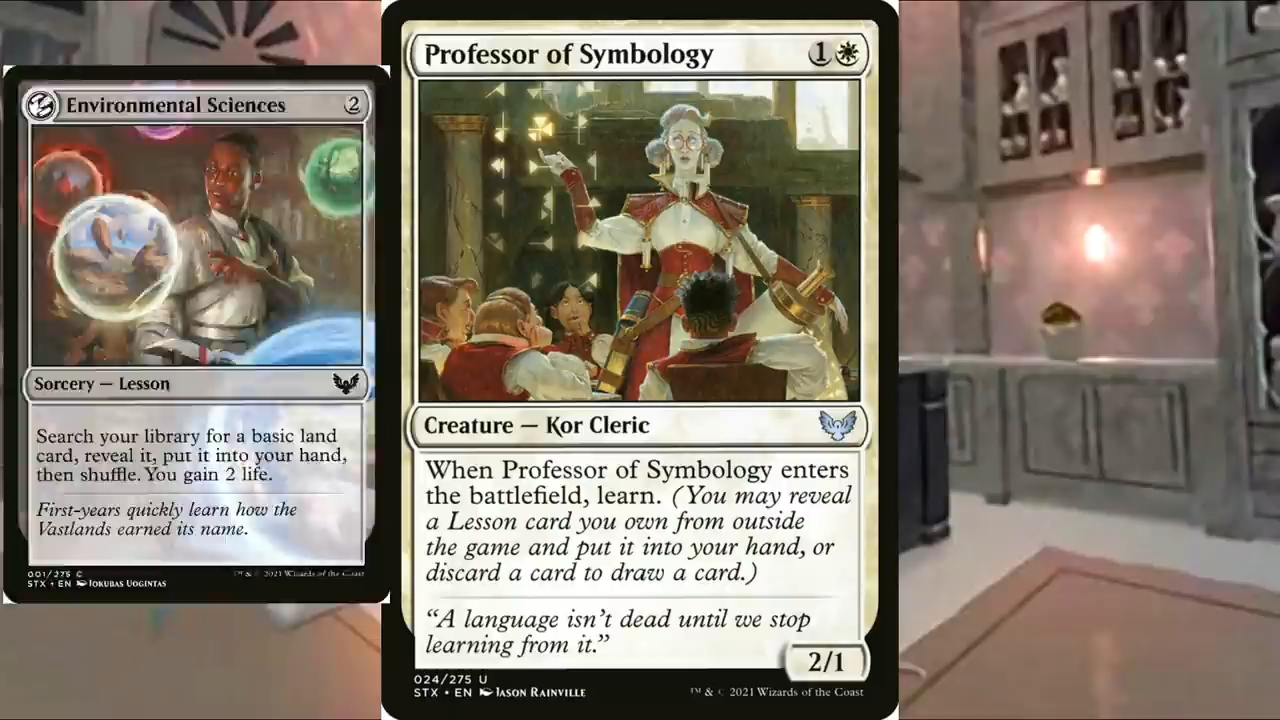 Environmental Sciences 2
Sorcery — Lesson
Search your library for a basic land
card, reveal it, put it into your hand,
then shuffle. You gain 2 life.
First-years quickly learn how the
Vastlands earned its name.
001/275 C
STX • EN Iokubas Uogintas
™ & © 2021 Wizards of the Coast
Professor of Symbology 1
Creature — Kor Cleric
When Professor of Symbology enters
the battlefield, learn. (You may reveal
a Lesson card you own from outside
the game and put it into your hand, or
discard a card to draw a card.)
“A language isn’t dead until we stop
learning from it.”
2/1
024/275 U
STX • EN Jason Rainville
™ & © 2021 Wizards of the Coast